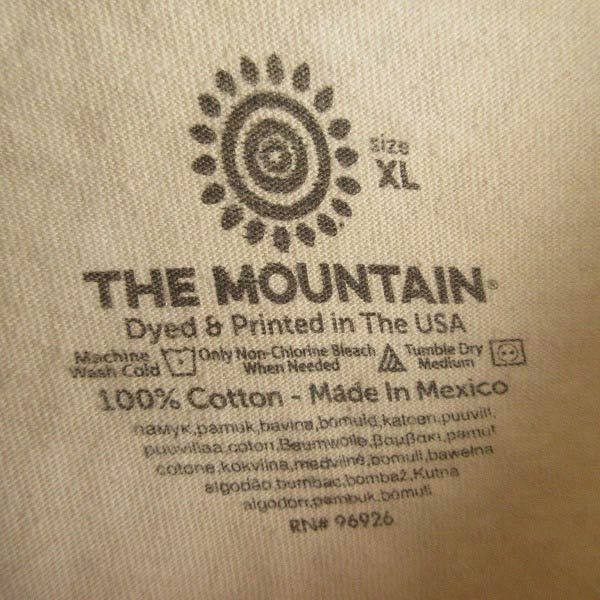 size
XL
THE MOUNTAIN®
Dyed & Printed in The USA
Machine Wash Cold Only Non-Chlorine Bleach When Needed Tumble Dry Medium
100% Cotton - Made In Mexico
памук,pamuk,bavlna,bomuld,katoen,puuvill,
puuvillaa,coton,Baumwolle,βαμβακι,pamut
cotone,kokvilna,medvilnė,bomull,bawełna
algodão,bumbac,bombaž,Kutna
algodon,pambuk,bomull
RN# 96926